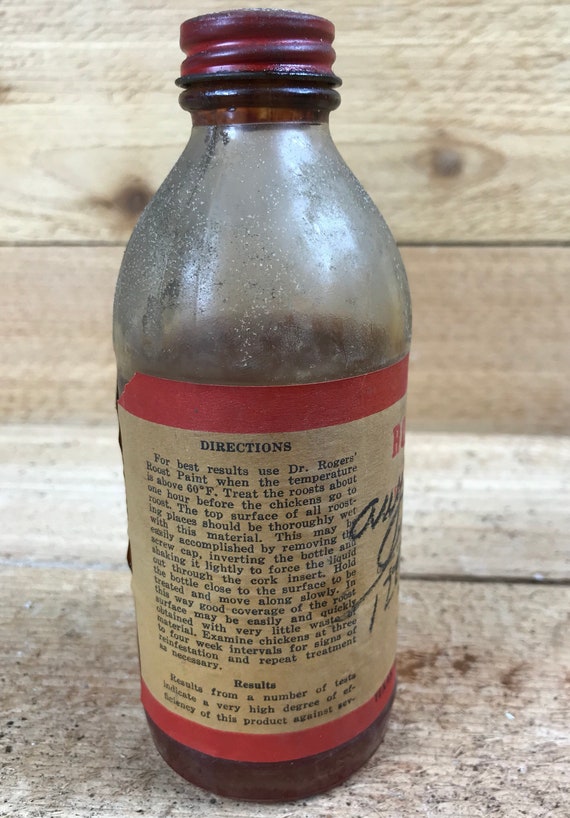 DIRECTIONS
For best results use Dr. Rogers'
Roost Paint when the temperature
is above 60°F. Treat the roosts about
one hour before the chickens go to
roost. The top surface of all roost-
ing places should be thoroughly wet
with this material. This may be
easily accomplished by removing the
screw cap, inverting the bottle and
shaking it lightly to force the liquid
out through the cork insert. Hold
the bottle close to the surface to be
treated and move along slowly. In
this way good coverage of the roost
surface may be easily and quickly
obtained with very little waste of
material. Examine chickens at three
to four week intervals for signs of
reinfestation and repeat treatment
as necessary.
Results
Results from a number of tests
indicate a very high degree of ef-
ficiency of this product against sev-